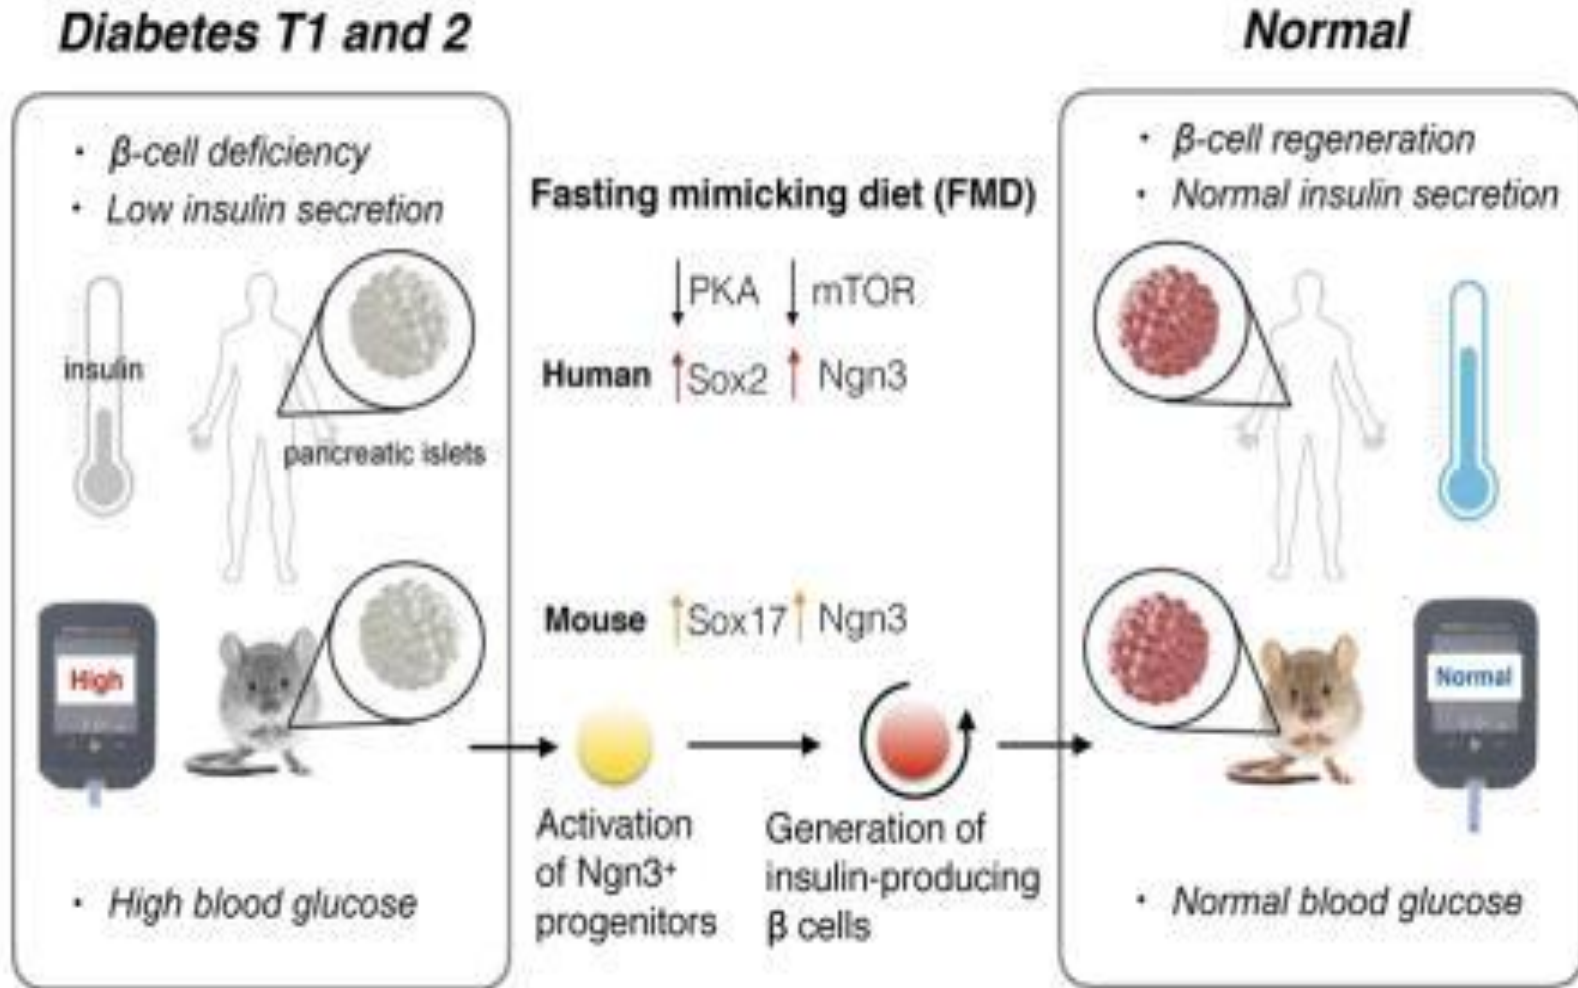 Diabetes T1 and 2
· β-cell deficiency
· Low insulin secretion
insulin
pancreatic islets
High
· High blood glucose
Fasting mimicking diet (FMD)
↓PKA ↓mTOR
Human ↑Sox2 ↑ Ngn3
Mouse ↑Sox17↑ Ngn3
Activation
of Ngn3⁺
progenitors
Generation of
insulin-producing
β cells
Normal
· β-cell regeneration
· Normal insulin secretion
Normal
· Normal blood glucose